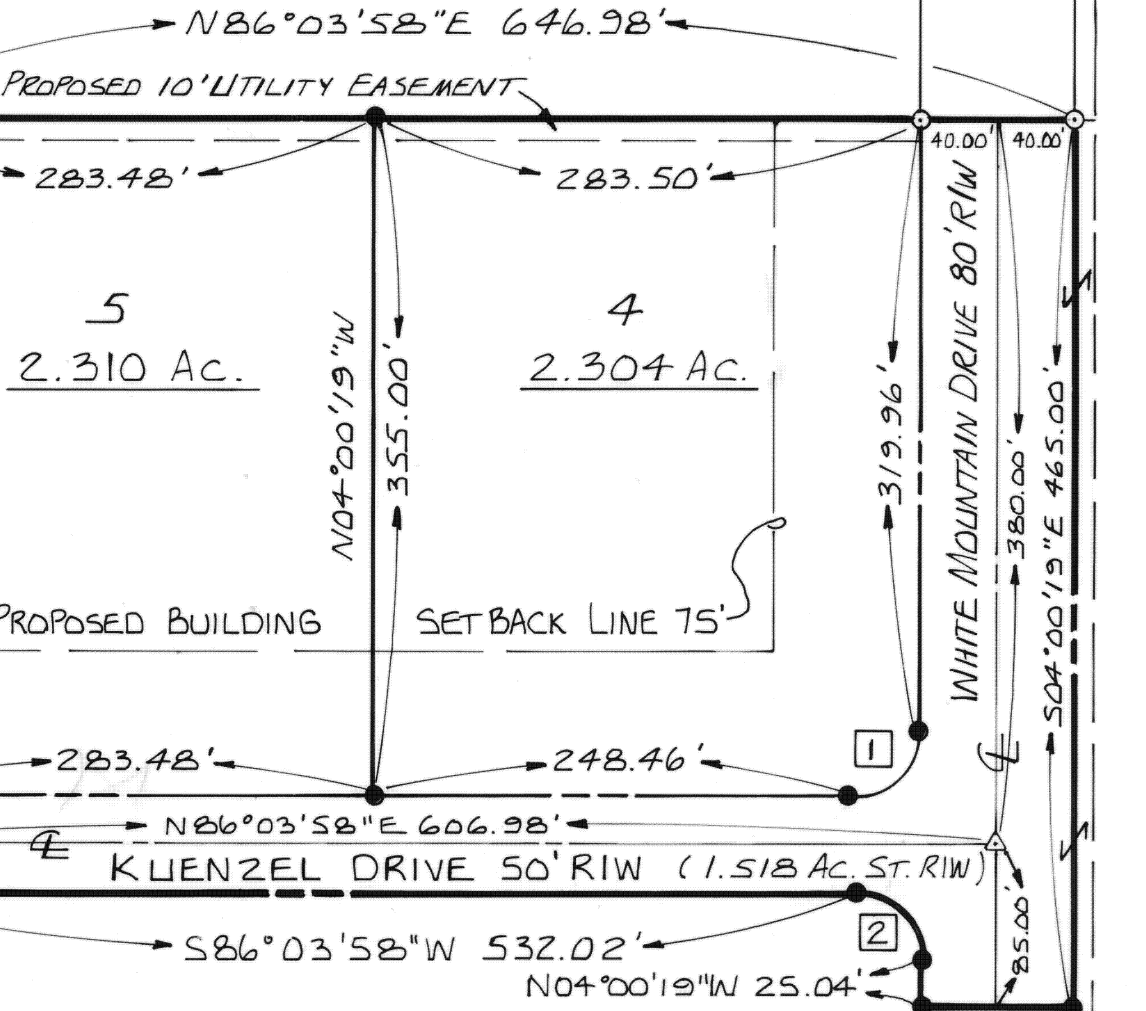 N86°03'58"E 646.98'
PROPOSED 10' UTILITY EASEMENT
40.00' 40.00'
283.48'
283.50'
5
2.310 AC.
4
2.304 AC.
N04°00'19"W
355.00'
319.96'
WHITE MOUNTAIN DRIVE 80' R/W
380.00'
S04°00'19"E 465.00'
PROPOSED BUILDING SETBACK LINE 75'
1
283.48'
248.46'
N86°03'58"E 606.98'
℄
℄
KUENZEL DRIVE 50' R/W (1.518 AC. ST. R/W)
85.00'
2
S86°03'58"W 532.02'
N04°00'19"W 25.04'